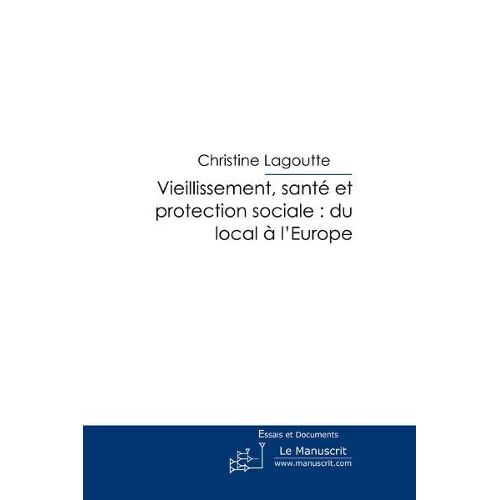 Christine Lagoutte
Vieillissement, santé et
protection sociale : du
local à l'Europe
Essais et Documents
Le Manuscrit
www.manuscrit.com